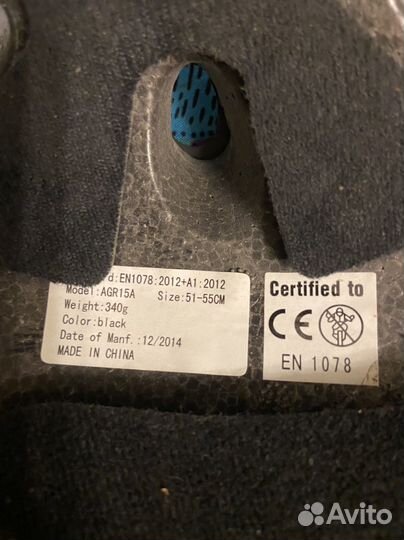 d:EN1078:2012+A1:2012
Model:AGR15A Size:51-55CM
Weight:340g
Color:black
Date of Manf.:12/2014
MADE IN CHINA
Certified to
CE
EN 1078
Avito